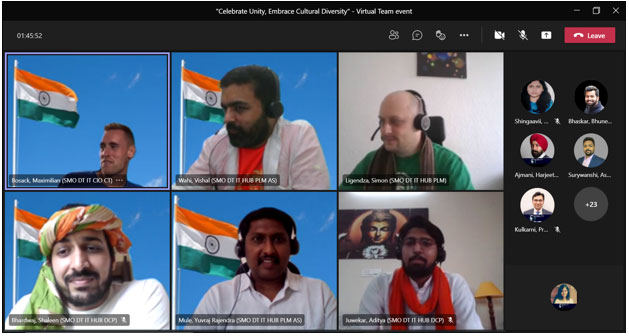 "Celebrate Unity, Embrace Cultural Diversity" - Virtual Team event
01:45:52
Leave
Bosack, Maximilian (SMO DT IT CIO CT) ···
Wahi, Vishal (SMO DT IT HUB PLM AS)
Ligendza, Simon (SMO DT IT HUB PLM)
Shingaavii, ...
Bhaskar, Bhune...
Ajmani, Harjeet...
Surywanshi, As...
Kulkarni, Pr...
+23
Bhardwaj, Shaleen (SMO DT IT HUB DCP)
Mule, Yuvraj Rajendra (SMO DT IT HUB PLM AS)
Juwekar, Aditya (SMO DT IT HUB DCP)